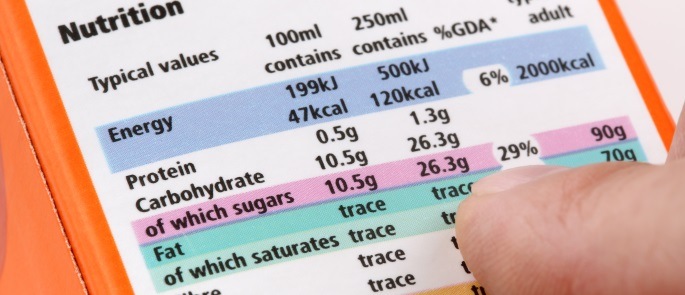 Nutrition
Typical values 100ml contains 250ml contains %GDA* adult
Energy 199kJ 500kJ
47kcal 120kcal 6% 2000kcal
Protein 0.5g 1.3g
Carbohydrate 10.5g 26.3g
of which sugars 10.5g 26.3g 29% 90g
Fat trace trace 70g
of which saturates trace
trace
trace